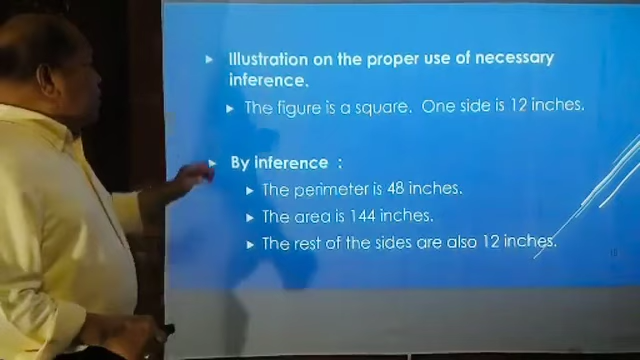 Illustration on the proper use of necessary
inference.
The figure is a square. One side is 12 inches.
By inference :
The perimeter is 48 inches.
The area is 144 inches.
The rest of the sides are also 12 inches.